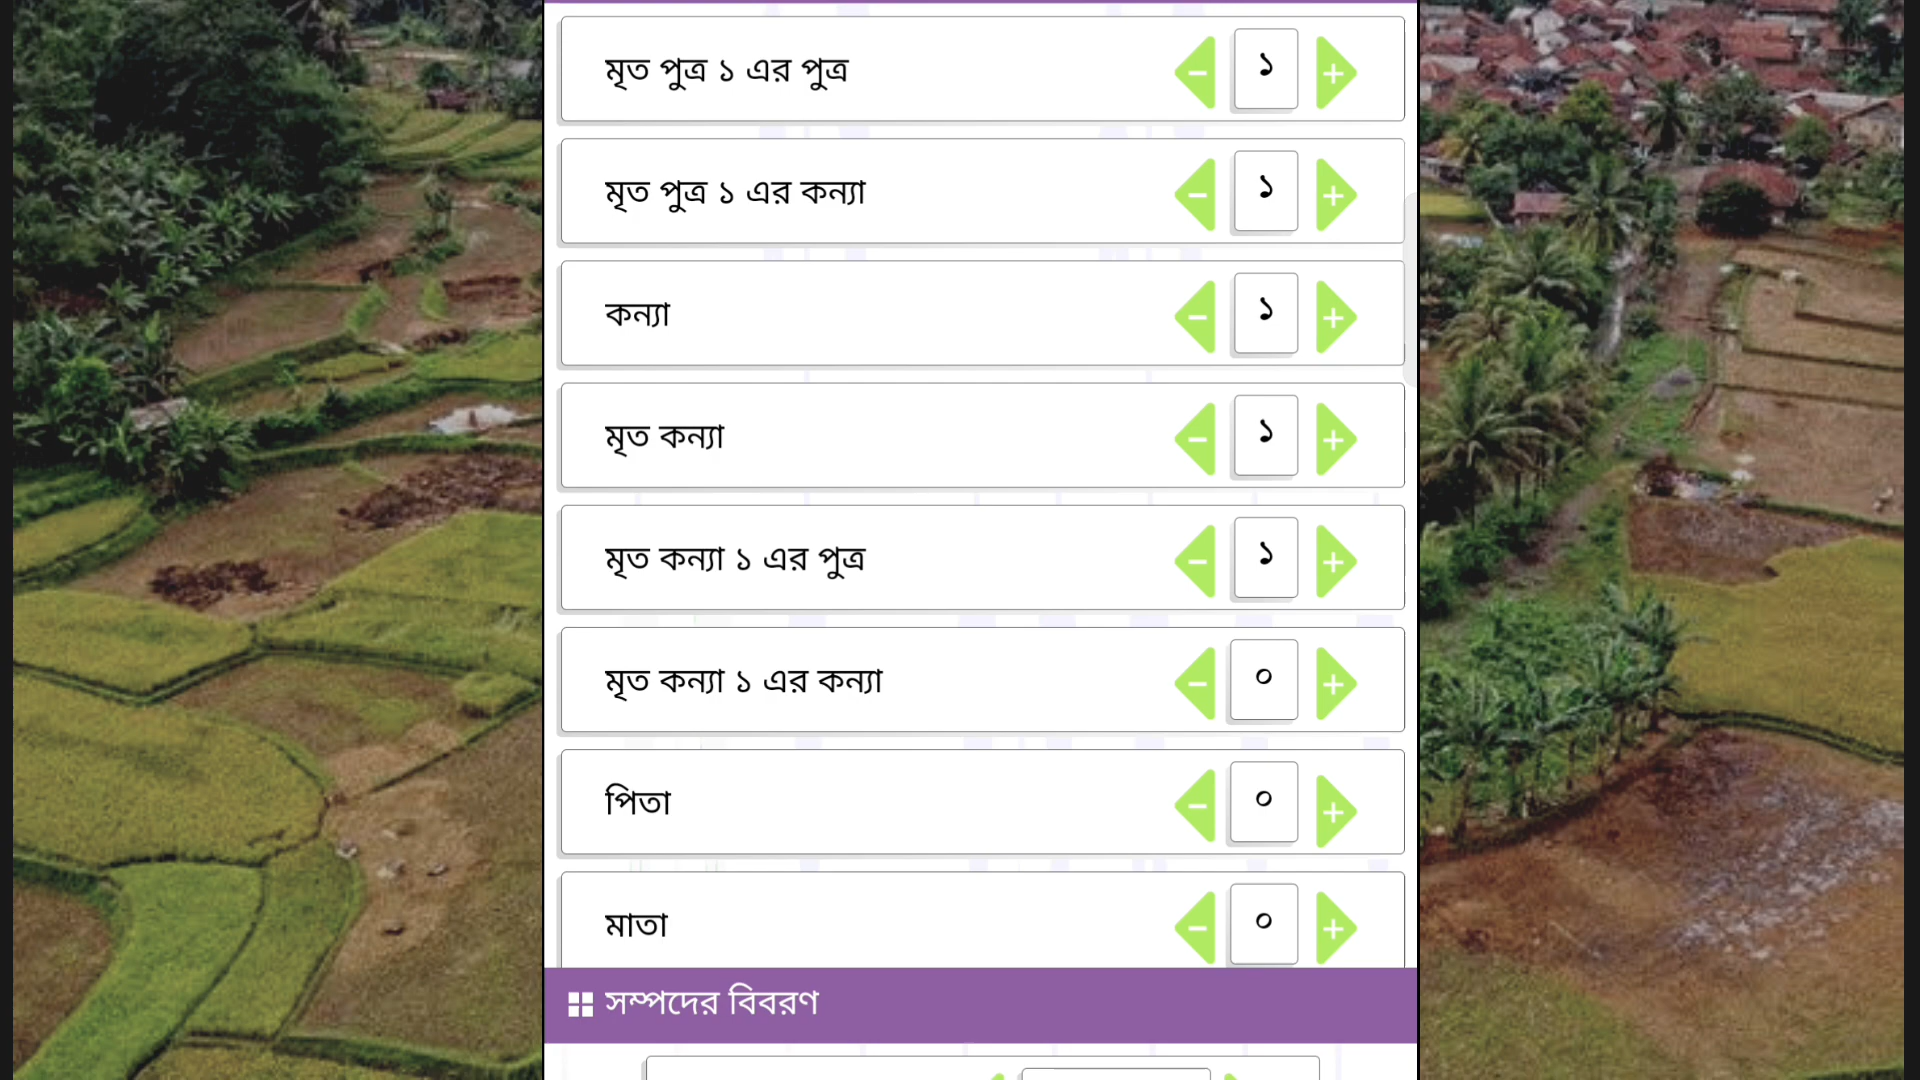 মৃত পুত্র ১ এর পুত্র ১
মৃত পুত্র ১ এর কন্যা ১
কন্যা ১
মৃত কন্যা ১
মৃত কন্যা ১ এর পুত্র ১
মৃত কন্যা ১ এর কন্যা ০
পিতা ০
মাতা ০
সম্পদের বিবরণ